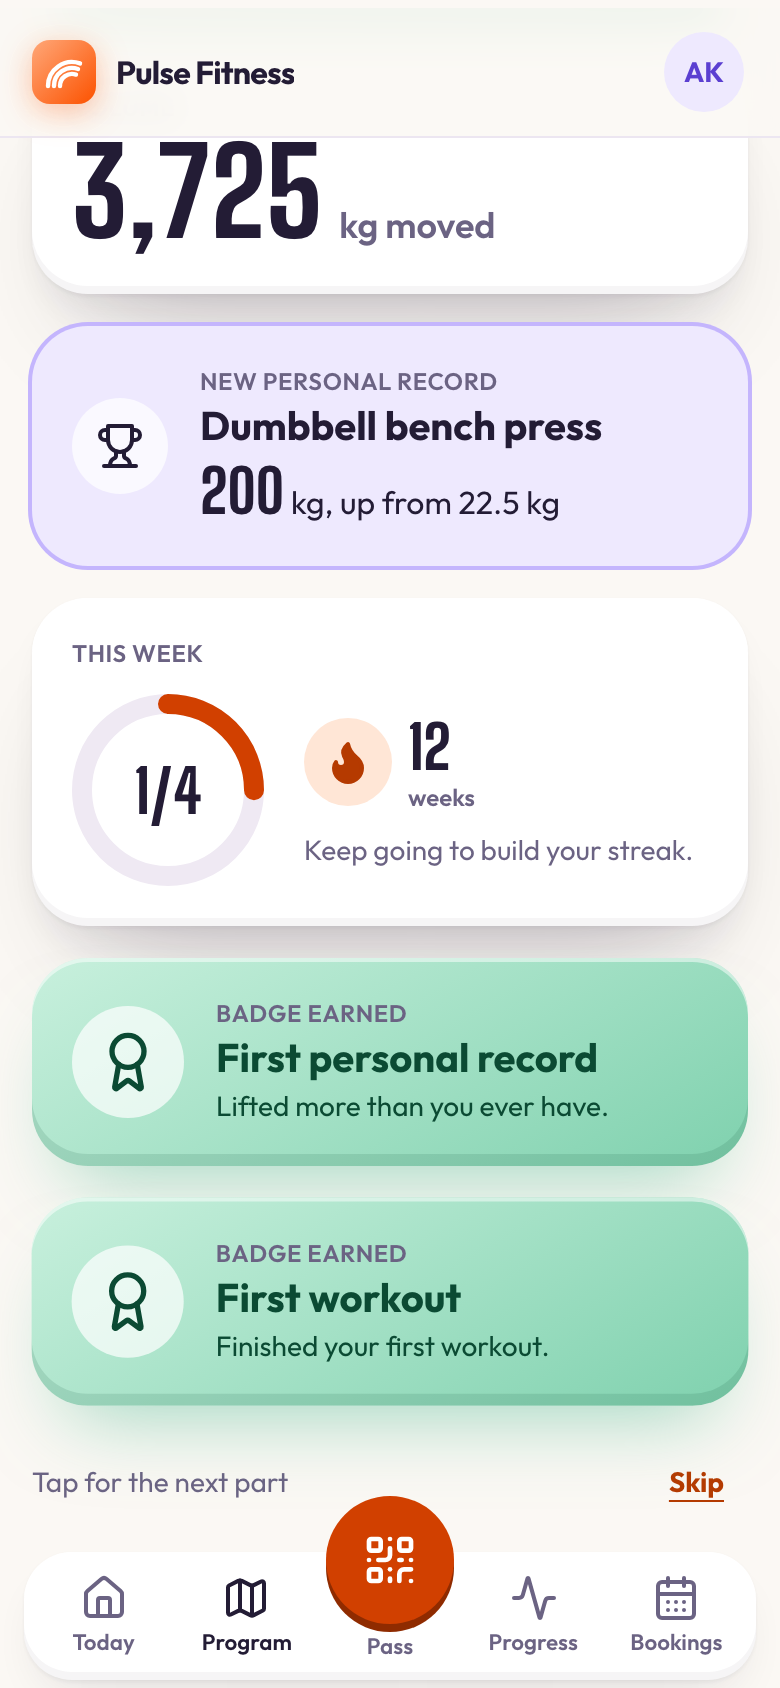 Pulse Fitness
AK
3,725 kg moved
NEW PERSONAL RECORD
Dumbbell bench press
200 kg, up from 22.5 kg
THIS WEEK
1/4
12
weeks
Keep going to build your streak.
BADGE EARNED
First personal record
Lifted more than you ever have.
BADGE EARNED
First workout
Finished your first workout.
Tap for the next part
Skip
Today
Program
Pass
Progress
Bookings